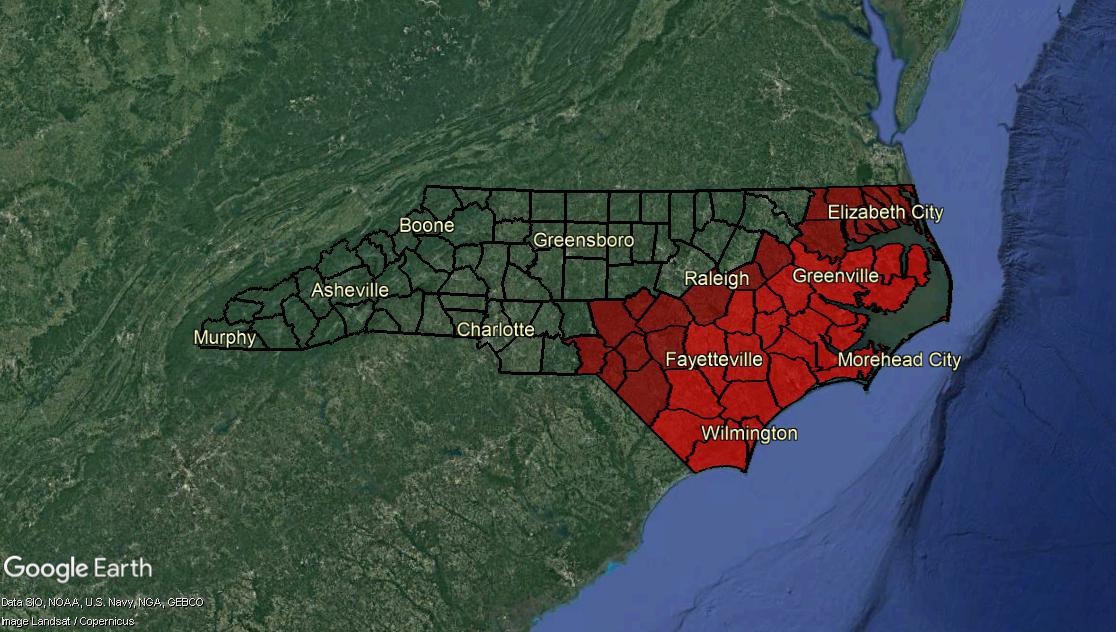 Elizabeth City
Boone
Greensboro
Raleigh
Greenville
Asheville
Murphy
Charlotte
Fayetteville
Morehead City
Wilmington
Google Earth
Data SIO, NOAA, U.S. Navy, NGA, GEBCO
Image Landsat / Copernicus